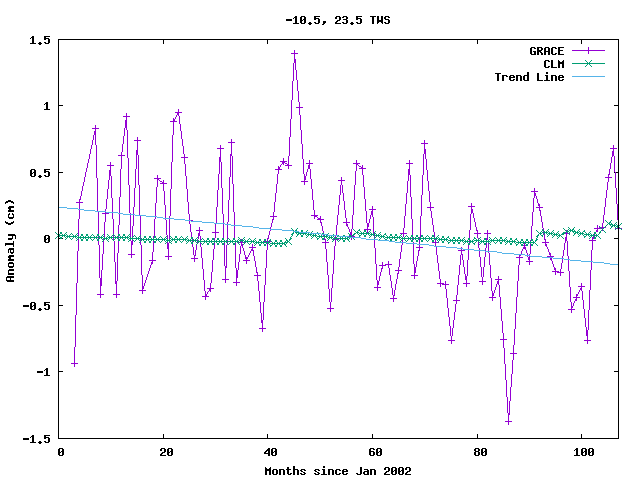 -10.5, 23.5 TWS
GRACE
CLM
Trend Line
1.5
1
0.5
0
-0.5
-1
-1.5
Anomaly (cm)
0 20 40 60 80 100
Months since Jan 2002